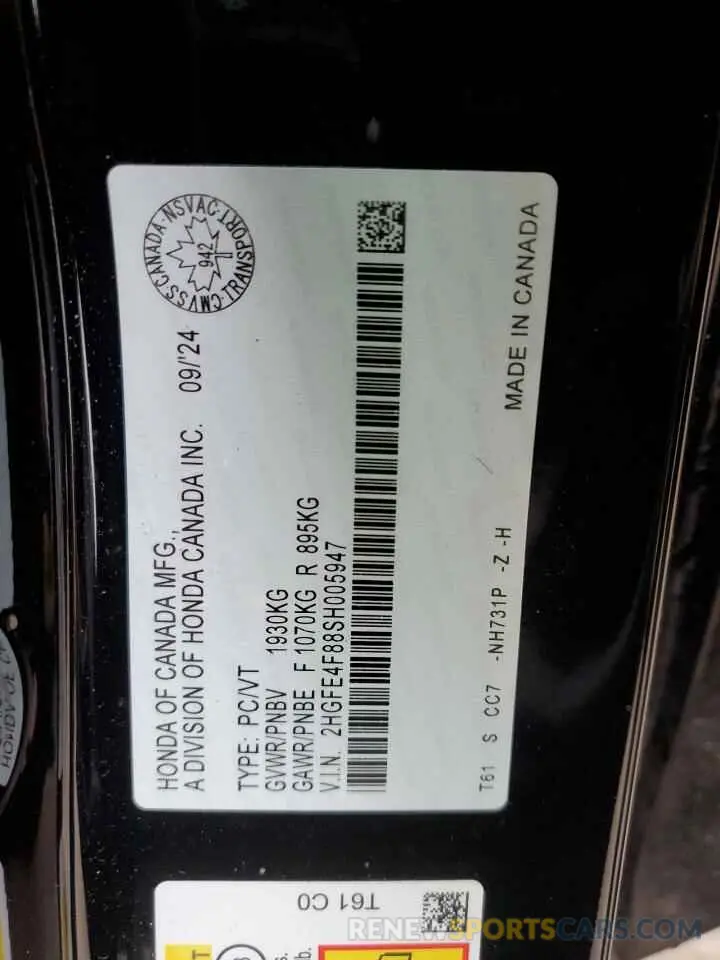 CMVSS CANADA-NSVAC-TRANSPORT
942
HONDA OF CANADA MFG.,
A DIVISION OF HONDA CANADA INC. 09/'24
TYPE: PC/VT
GVWR/PNBV 1930KG
GAWR/PNBE F 1070KG R 895KG
V.I.N. 2HGFE4F88SH005947
T61 S CC7 -NH731P -Z -H
MADE IN CANADA
T61 C0
RENEWSPORTSCARS.COM